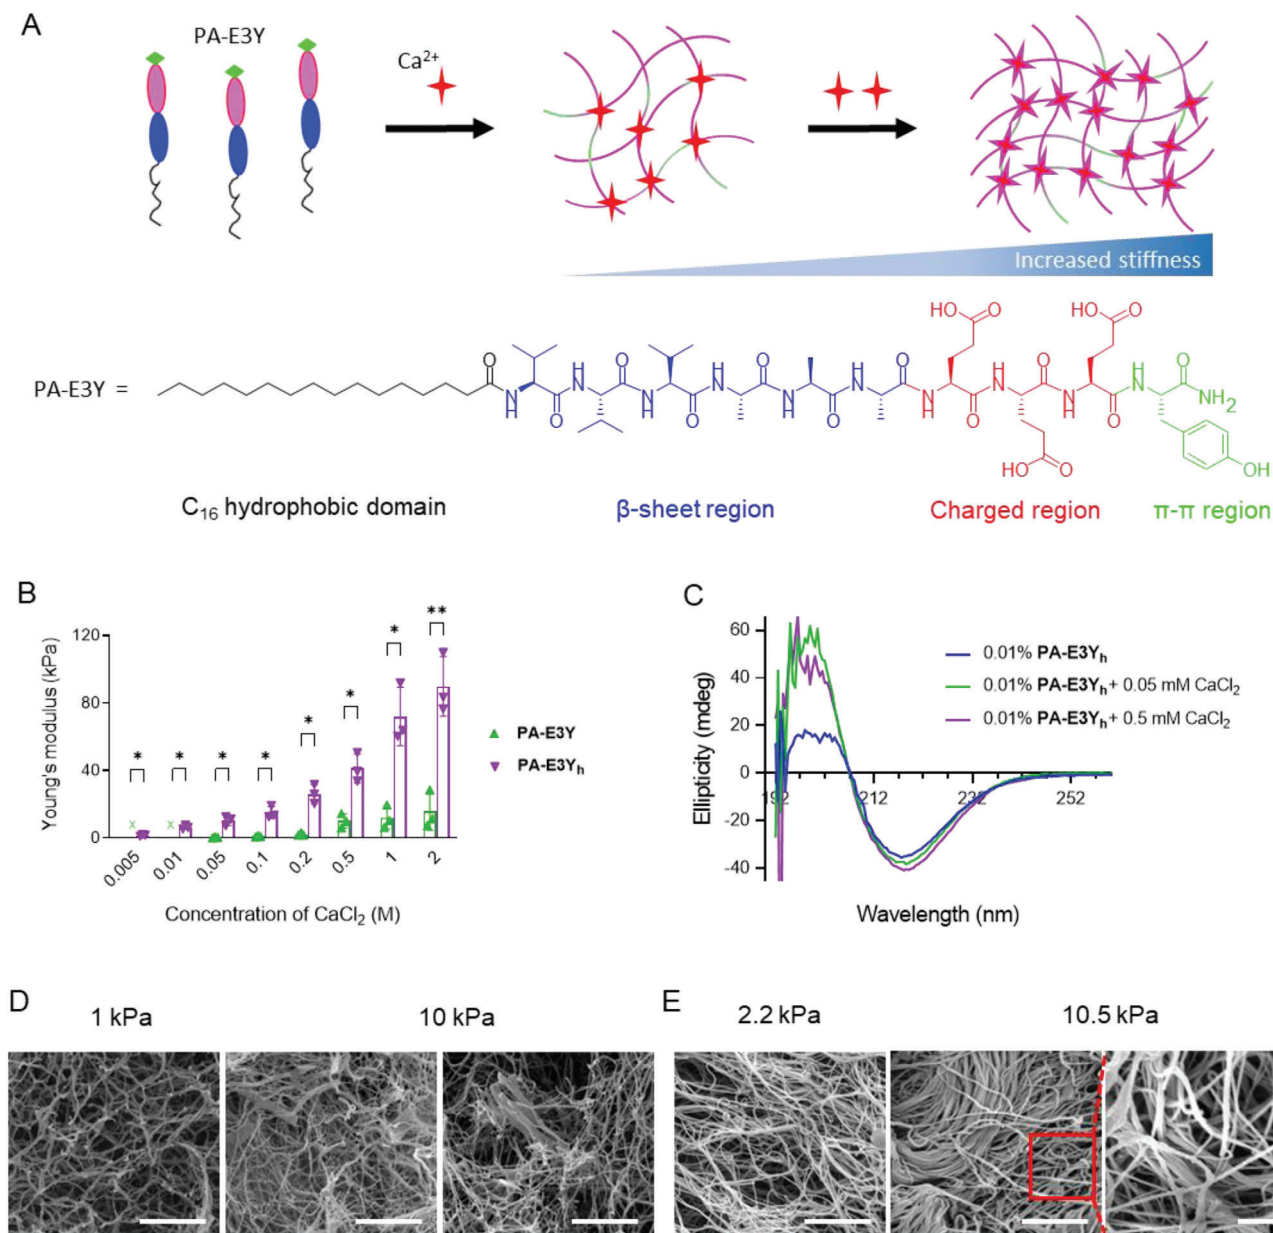 A
PA-E3Y
Ca2+
Increased stiffness
PA-E3Y =
O
N
H
O
H
N
O
N
H
O
H
N
O
N
H
O
H
N
O
HO
O
N
H
O
H
N
O
HO
O
N
H
O
HO
O
H
N
O
NH2
OH
C16 hydrophobic domain
β-sheet region
Charged region
π-π region
B
Young's modulus (kPa)
120
80
40
0
* * * * * * * **
x x
0.005 0.01 0.05 0.1 0.2 0.5 1 2
Concentration of CaCl2 (M)
PA-E3Y
PA-E3Yh
C
Ellipticity (mdeg)
60
40
20
0
-20
-40
192 212 232 252
Wavelength (nm)
0.01% PA-E3Yh
0.01% PA-E3Yh+ 0.05 mM CaCl2
0.01% PA-E3Yh+ 0.5 mM CaCl2
D
1 kPa
10 kPa
E
2.2 kPa
10.5 kPa